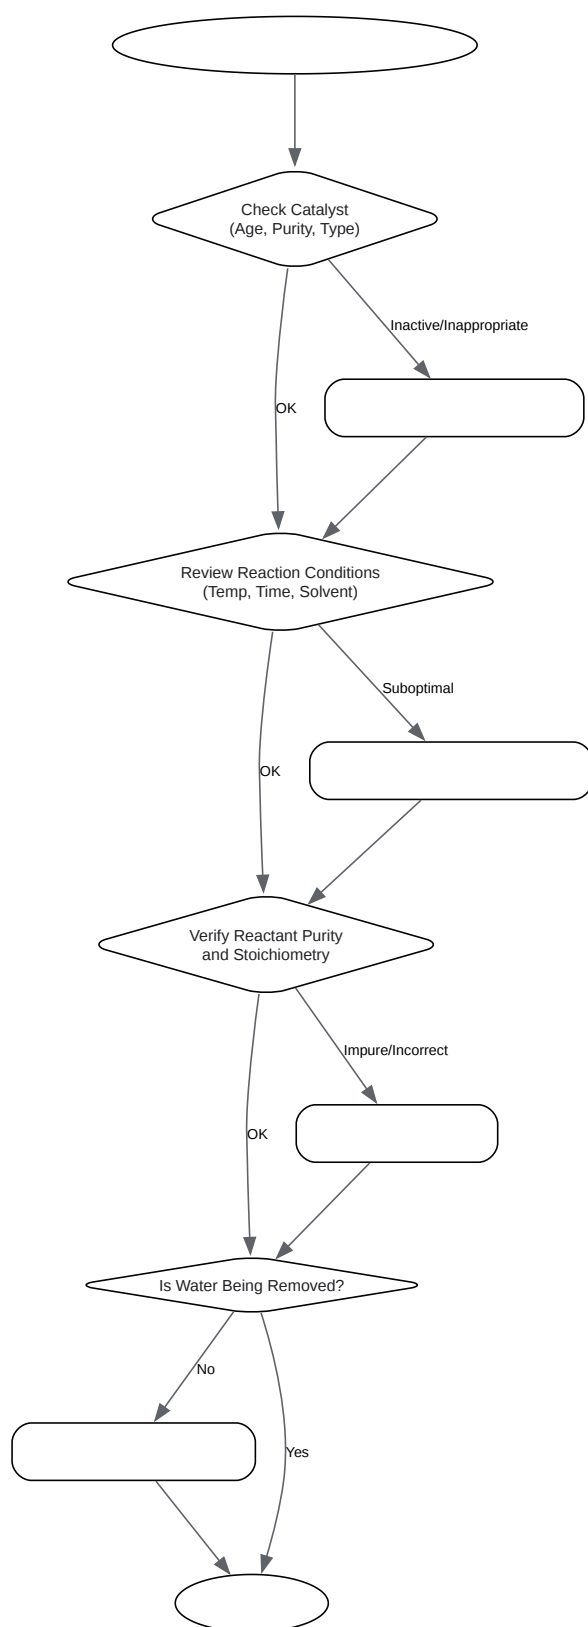 Check Catalyst
(Age, Purity, Type)
Inactive/Inappropriate
OK
Review Reaction Conditions
(Temp, Time, Solvent)
Suboptimal
OK
Verify Reactant Purity
and Stoichiometry
Impure/Incorrect
OK
Is Water Being Removed?
No
Yes